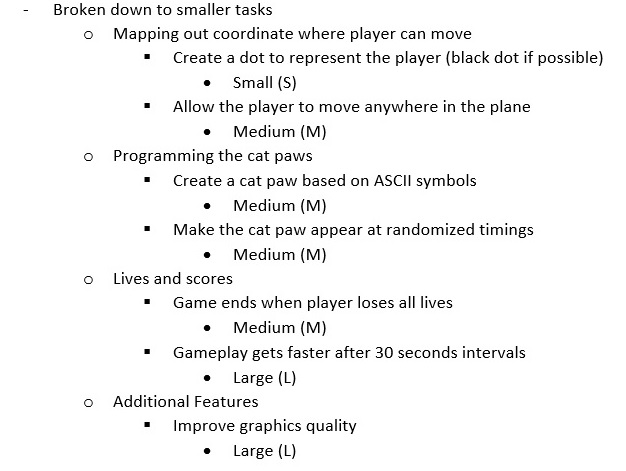 - Broken down to smaller tasks
o Mapping out coordinate where player can move
▪ Create a dot to represent the player (black dot if possible)
• Small (S)
▪ Allow the player to move anywhere in the plane
• Medium (M)
o Programming the cat paws
▪ Create a cat paw based on ASCII symbols
• Medium (M)
▪ Make the cat paw appear at randomized timings
• Medium (M)
o Lives and scores
▪ Game ends when player loses all lives
• Medium (M)
▪ Gameplay gets faster after 30 seconds intervals
• Large (L)
o Additional Features
▪ Improve graphics quality
• Large (L)